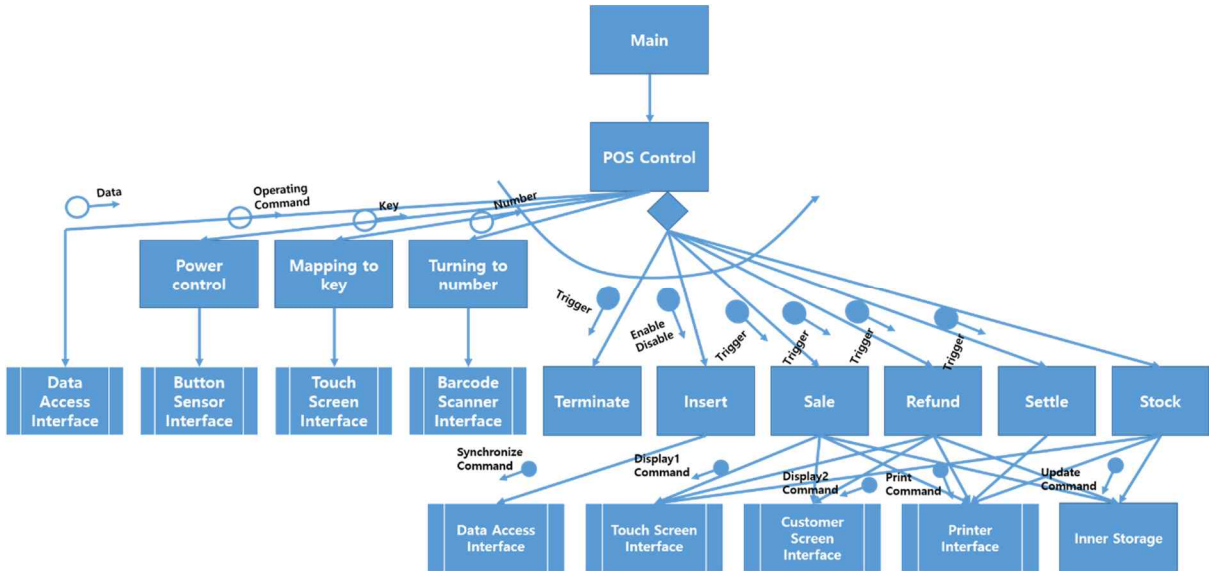 Main
POS Control
Data
Operating
Command
Key
Number
Power
control
Mapping to
key
Turning to
number
Trigger
Enable
Disable
Trigger
Trigger
Trigger
Trigger
Data
Access
Interface
Button
Sensor
Interface
Touch
Screen
Interface
Barcode
Scanner
Interface
Terminate
Insert
Sale
Refund
Settle
Stock
Synchronize
Command
Display1
Command
Display2
Command
Print
Command
Update
Command
Data Access
Interface
Touch Screen
Interface
Customer
Screen
Interface
Printer
Interface
Inner Storage